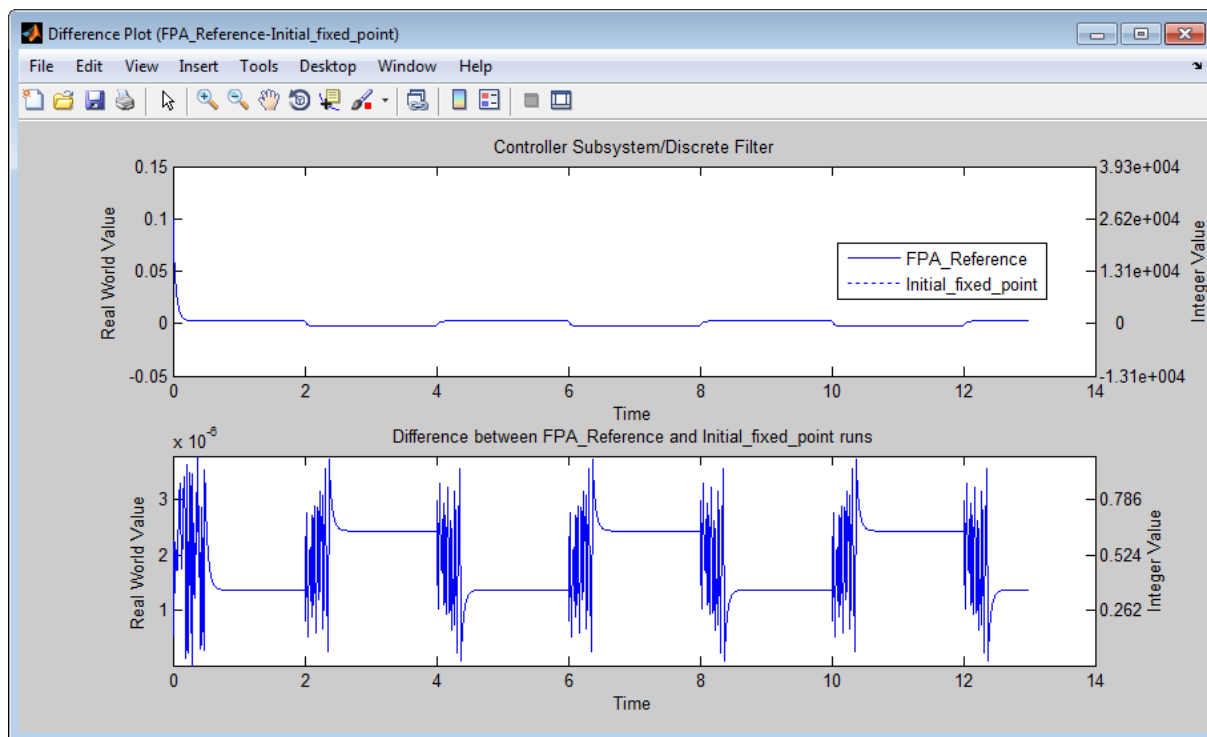 Difference Plot (FPA_Reference-Initial_fixed_point)
File Edit View Insert Tools Desktop Window Help
Controller Subsystem/Discrete Filter
0.15
0.1
0.05
0
-0.05
Real World Value
3.93e+004
2.62e+004
1.31e+004
0
-1.31e+004
Integer Value
FPA_Reference
Initial_fixed_point
0 2 4 6 8 10 12 14
Time
x 10^-6
Difference between FPA_Reference and Initial_fixed_point runs
3
2
1
Real World Value
0.786
0.524
0.262
Integer Value
0 2 4 6 8 10 12 14
Time